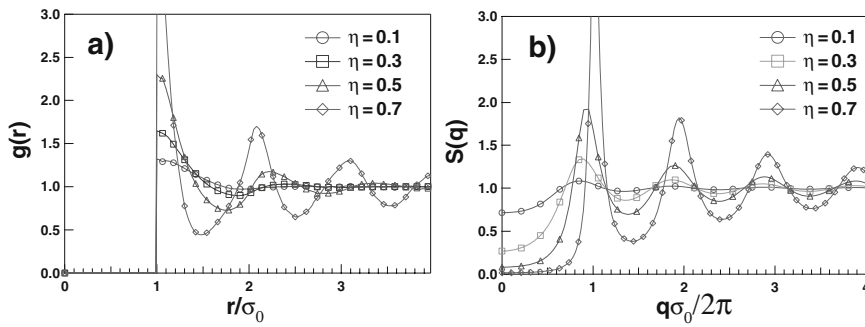 a)
3.0
2.5
2.0
1.5
1.0
0.5
0.0
g(r)
0 1 2 3
r/σ₀
η = 0.1
η = 0.3
η = 0.5
η = 0.7
b)
3.0
2.5
2.0
1.5
1.0
0.5
0.0
S(q)
0 1 2 3 4
qσ₀/2π
η = 0.1
η = 0.3
η = 0.5
η = 0.7